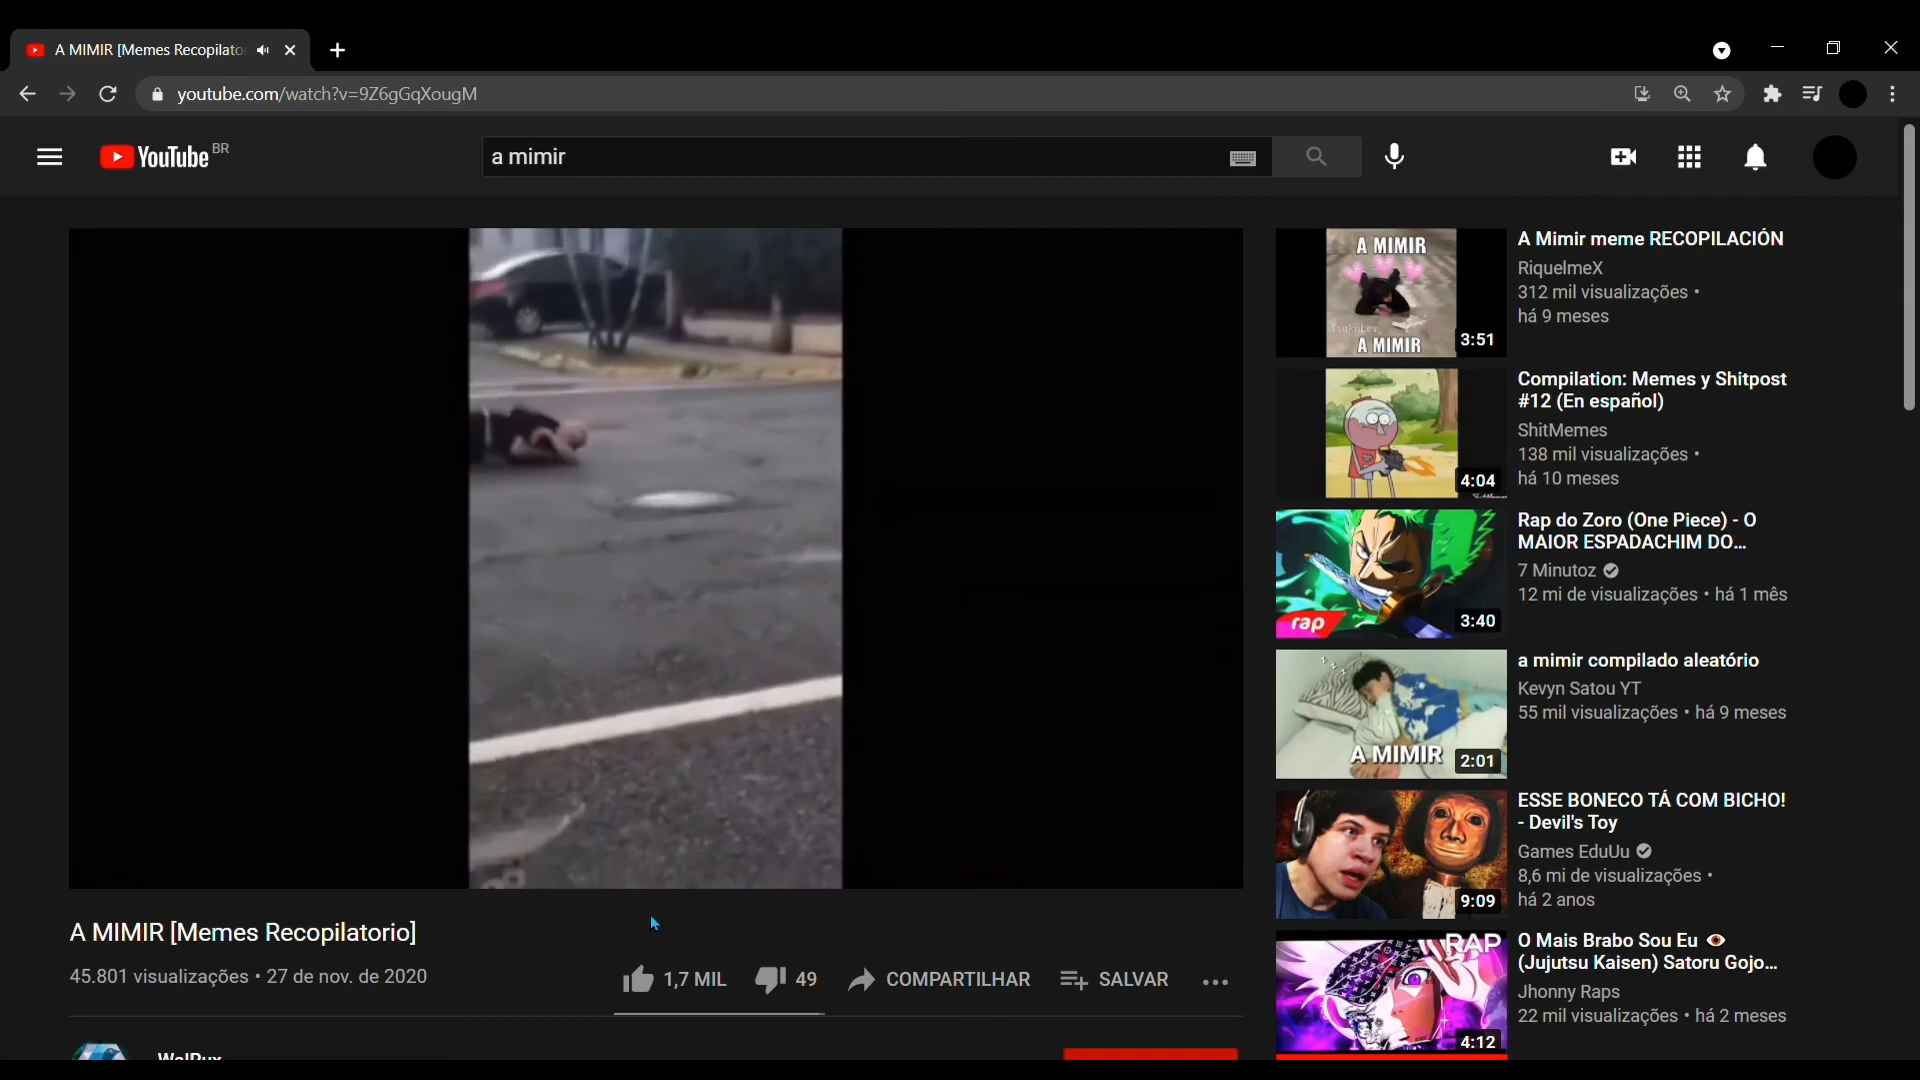 A MIMIR [Memes Recopilato
youtube.com/watch?v=9Z6gGqXougM
YouTube BR
a mimir
A MIMIR
TsukiiLev_
A MIMIR
3:51
A Mimir meme RECOPILACIÓN
RiquelmeX
312 mil visualizações •
há 9 meses
4:04
Compilation: Memes y Shitpost
#12 (En español)
ShitMemes
138 mil visualizações •
há 10 meses
rap
3:40
Rap do Zoro (One Piece) - O
MAIOR ESPADACHIM DO...
7 Minutoz
12 mi de visualizações • há 1 mês
A MIMIR
2:01
a mimir compilado aleatório
Kevyn Satou YT
55 mil visualizações • há 9 meses
9:09
ESSE BONECO TÁ COM BICHO!
- Devil's Toy
Games EduUu
8,6 mi de visualizações •
há 2 anos
RAP
4:12
O Mais Brabo Sou Eu 👁
(Jujutsu Kaisen) Satoru Gojo...
Jhonny Raps
22 mil visualizações • há 2 meses
A MIMIR [Memes Recopilatorio]
45.801 visualizações • 27 de nov. de 2020
1,7 MIL
49
COMPARTILHAR
SALVAR